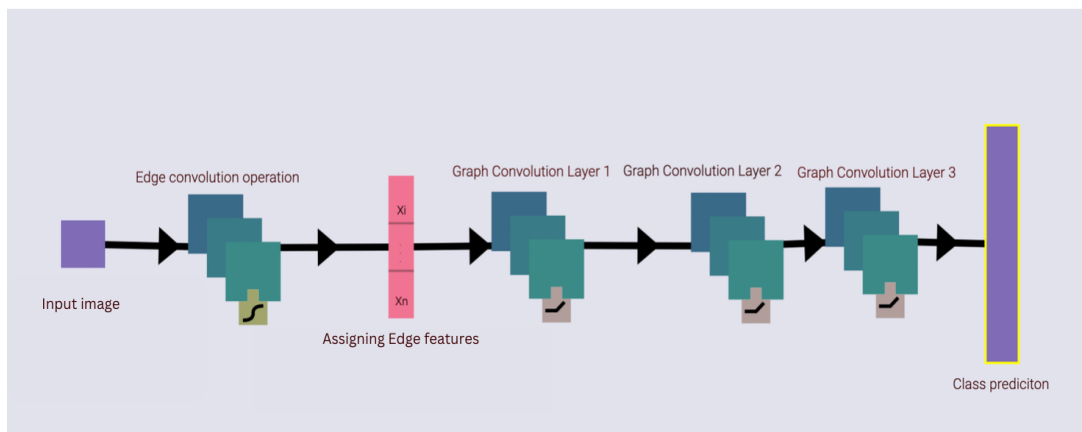 Edge convolution operation
Graph Convolution Layer 1
Graph Convolution Layer 2
Graph Convolution Layer 3
Xi
Xn
Input image
Assigning Edge features
Class prediciton